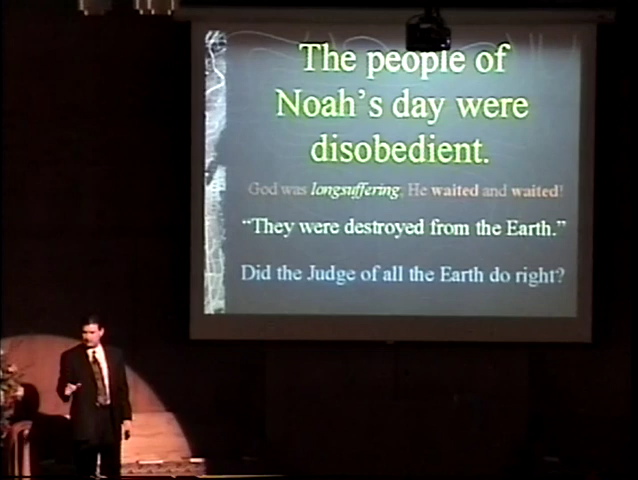 The people of
Noah's day were
disobedient.
God was longsuffering, He waited and waited!
“They were destroyed from the Earth.”
Did the Judge of all the Earth do right?